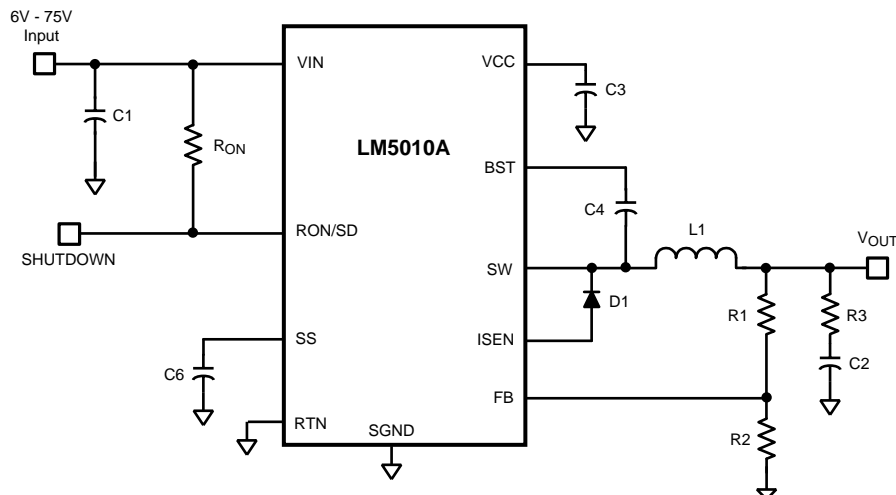 6V - 75V
Input
VIN
VCC
C3
C1
RON
LM5010A
BST
C4
L1
VOUT
SHUTDOWN
RON/SD
SW
D1
R1
R3
ISEN
C2
SS
C6
FB
RTN
SGND
R2